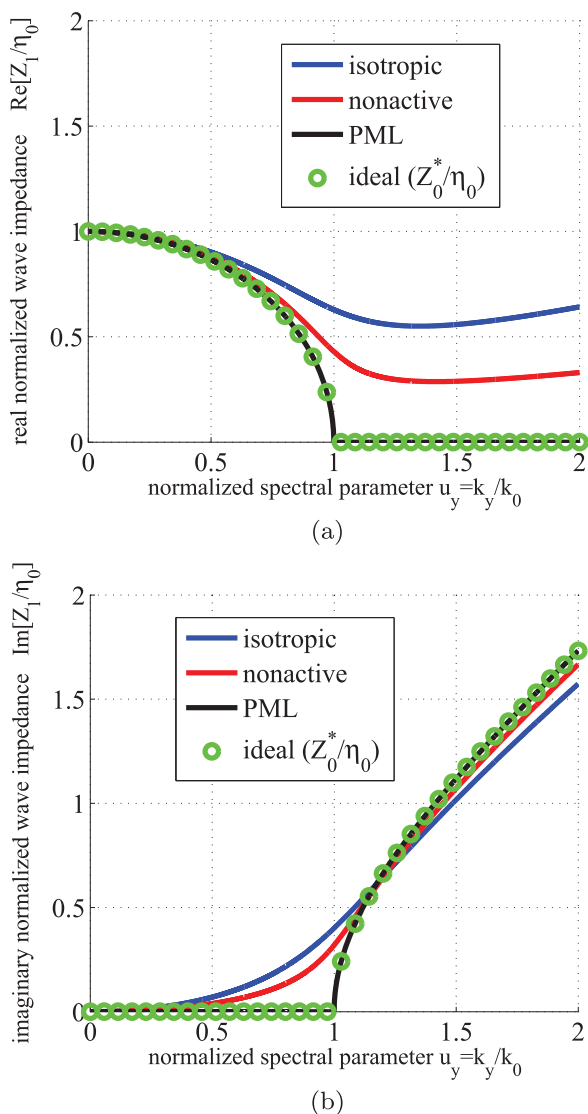 2
1.5
1
0.5
0
real normalized wave impedance Re[Z₁/η₀]
isotropic
nonactive
PML
ideal (Z₀*/η₀)
0 0.5 1 1.5 2
normalized spectral parameter u_y=k_y/k₀
(a)
2
1.5
1
0.5
0
imaginary normalized wave impedance Im[Z₁/η₀]
isotropic
nonactive
PML
ideal (Z₀*/η₀)
0 0.5 1 1.5 2
normalized spectral parameter u_y=k_y/k₀
(b)